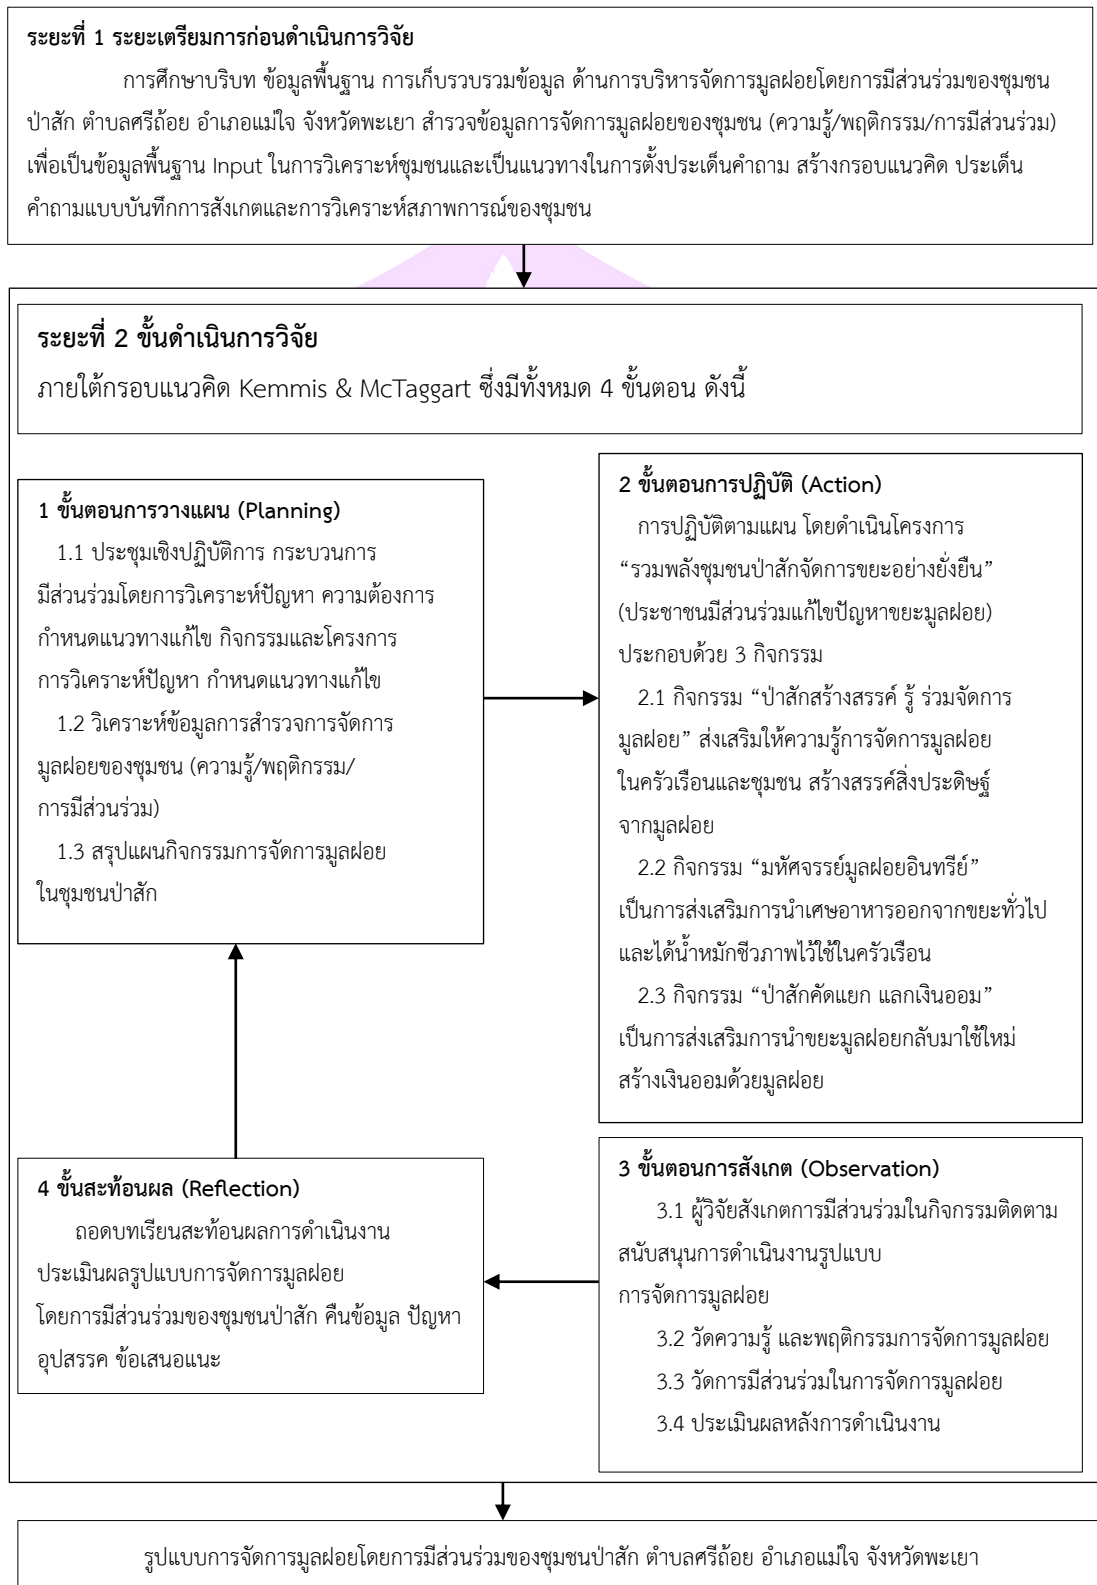 ระยะที่ 1 ระยะเตรียมการก่อนดำเนินการวิจัย
การศึกษาบริบท ข้อมูลพื้นฐาน การเก็บรวบรวมข้อมูล ด้านการบริหารจัดการมูลฝอยโดยการมีส่วนร่วมของชุมชน
ป่าสัก ตำบลศรีถ้อย อำเภอแม่ใจ จังหวัดพะเยา สำรวจข้อมูลการจัดการมูลฝอยของชุมชน (ความรู้/พฤติกรรม/การมีส่วนร่วม)
เพื่อเป็นข้อมูลพื้นฐาน Input ในการวิเคราะห์ชุมชนและเป็นแนวทางในการตั้งประเด็นคำถาม สร้างกรอบแนวคิด ประเด็น
คำถามแบบบันทึกการสังเกตและการวิเคราะห์สภาพการณ์ของชุมชน
ระยะที่ 2 ขั้นดำเนินการวิจัย
ภายใต้กรอบแนวคิด Kemmis & McTaggart ซึ่งมีทั้งหมด 4 ขั้นตอน ดังนี้
1 ขั้นตอนการวางแผน (Planning)
1.1 ประชุมเชิงปฏิบัติการ กระบวนการ
มีส่วนร่วมโดยการวิเคราะห์ปัญหา ความต้องการ
กำหนดแนวทางแก้ไข กิจกรรมและโครงการ
การวิเคราะห์ปัญหา กำหนดแนวทางแก้ไข
1.2 วิเคราะห์ข้อมูลการสำรวจการจัดการ
มูลฝอยของชุมชน (ความรู้/พฤติกรรม/
การมีส่วนร่วม)
1.3 สรุปแผนกิจกรรมการจัดการมูลฝอย
ในชุมชนป่าสัก
2 ขั้นตอนการปฏิบัติ (Action)
การปฏิบัติตามแผน โดยดำเนินโครงการ
“รวมพลังชุมชนป่าสักจัดการขยะอย่างยั่งยืน”
(ประชาชนมีส่วนร่วมแก้ไขปัญหาขยะมูลฝอย)
ประกอบด้วย 3 กิจกรรม
2.1 กิจกรรม “ป่าสักสร้างสรรค์ รู้ ร่วมจัดการ
มูลฝอย” ส่งเสริมให้ความรู้การจัดการมูลฝอย
ในครัวเรือนและชุมชน สร้างสรรค์สิ่งประดิษฐ์
จากมูลฝอย
2.2 กิจกรรม “มหัศจรรย์มูลฝอยอินทรีย์”
เป็นการส่งเสริมการนำเศษอาหารออกจากขยะทั่วไป
และได้น้ำหมักชีวภาพไว้ใช้ในครัวเรือน
2.3 กิจกรรม “ป่าสักคัดแยก แลกเงินออม”
เป็นการส่งเสริมการนำขยะมูลฝอยกลับมาใช้ใหม่
สร้างเงินออมด้วยมูลฝอย
3 ขั้นตอนการสังเกต (Observation)
3.1 ผู้วิจัยสังเกตการมีส่วนร่วมในกิจกรรมติดตาม
สนับสนุนการดำเนินงานรูปแบบ
การจัดการมูลฝอย
3.2 วัดความรู้ และพฤติกรรมการจัดการมูลฝอย
3.3 วัดการมีส่วนร่วมในการจัดการมูลฝอย
3.4 ประเมินผลหลังการดำเนินงาน
4 ขั้นสะท้อนผล (Reflection)
ถอดบทเรียนสะท้อนผลการดำเนินงาน
ประเมินผลรูปแบบการจัดการมูลฝอย
โดยการมีส่วนร่วมของชุมชนป่าสัก คืนข้อมูล ปัญหา
อุปสรรค ข้อเสนอแนะ
รูปแบบการจัดการมูลฝอยโดยการมีส่วนร่วมของชุมชนป่าสัก ตำบลศรีถ้อย อำเภอแม่ใจ จังหวัดพะเยา